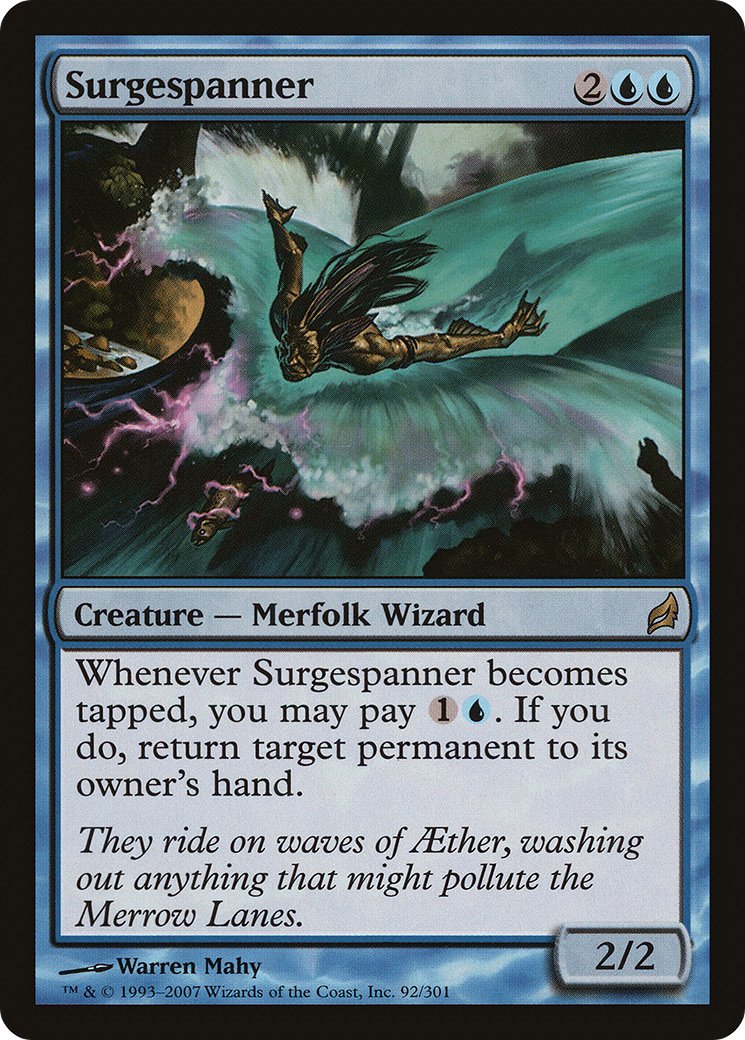 Surgespanner 2
Creature — Merfolk Wizard
Whenever Surgespanner becomes
tapped, you may pay 1 . If you
do, return target permanent to its
owner's hand.
They ride on waves of Æther, washing
out anything that might pollute the
Merrow Lanes.
2/2
Warren Mahy
™ & © 1993–2007 Wizards of the Coast, Inc. 92/301